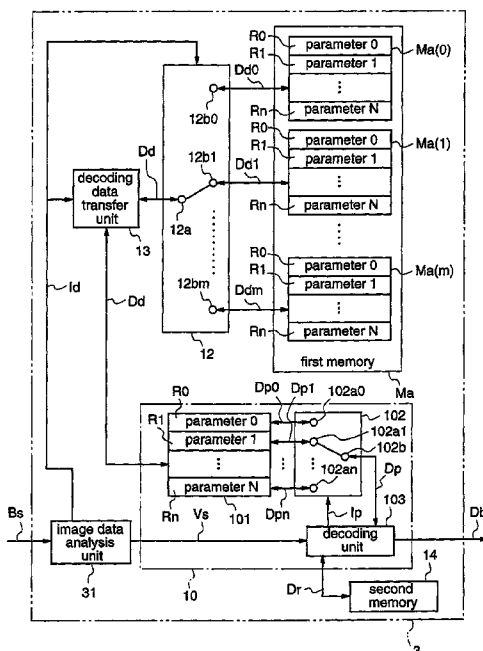 R0 parameter 0 Ma(0)
R1 parameter 1
Dd0
12b0
Rn parameter N
R0 parameter 0 Ma(1)
R1 parameter 1
Dd 12b1 Dd1
decoding data transfer unit
13
12a
Rn parameter N
R0 parameter 0 Ma(m)
R1 parameter 1
Id Dd
12bm Ddm
Rn parameter N
12
first memory
Ma
Dp0 Dp1 102a0
R0 parameter 0 102
R1 parameter 1 102a1
102b
102an
Dp
Rn parameter N
101 Dpn Ip 103
Bs Vs Db
image data analysis unit
decoding unit
31 10 14
Dr second memory
3